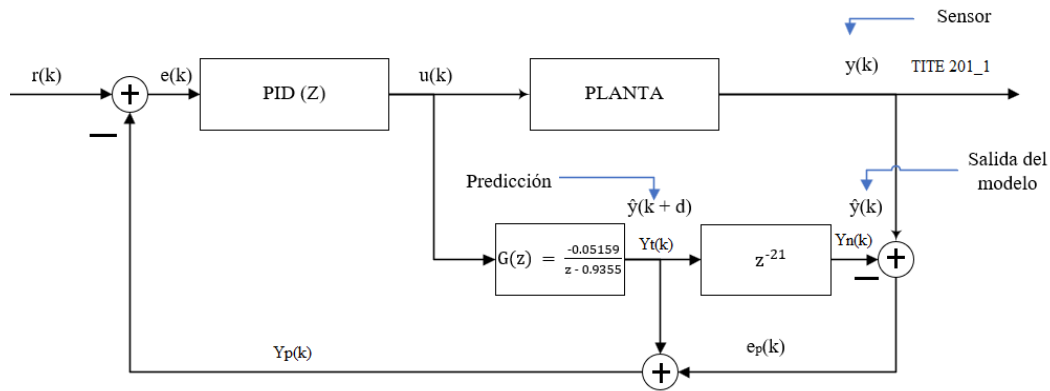 Sensor
r(k)
e(k)
PID (Z)
u(k)
PLANTA
y(k)
TITE 201_1
Predicción
Salida del
modelo
ŷ(k + d)
ŷ(k)
G(z) = -0.05159 / z - 0.9355
Yt(k)
z-21
Yn(k)
Yp(k)
ep(k)